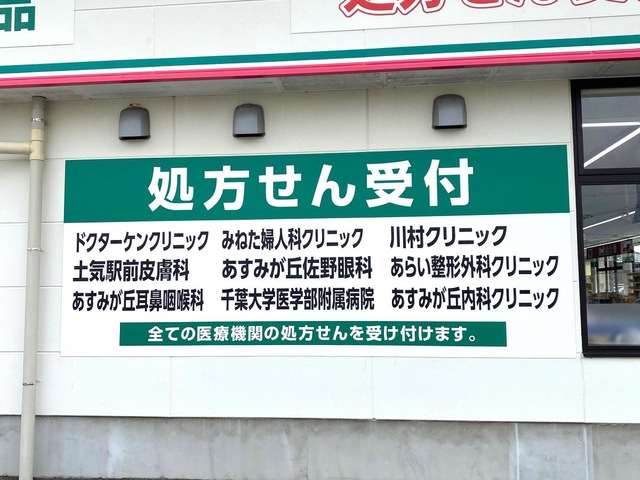 品
処方せん受付
ドクターケンクリニック みねた婦人科クリニック 川村クリニック
土気駅前皮膚科 あすみが丘佐野眼科 あらい整形外科クリニック
あすみが丘耳鼻咽喉科 千葉大学医学部附属病院 あすみが丘内科クリニック
全ての医療機関の処方せんを受け付けます。